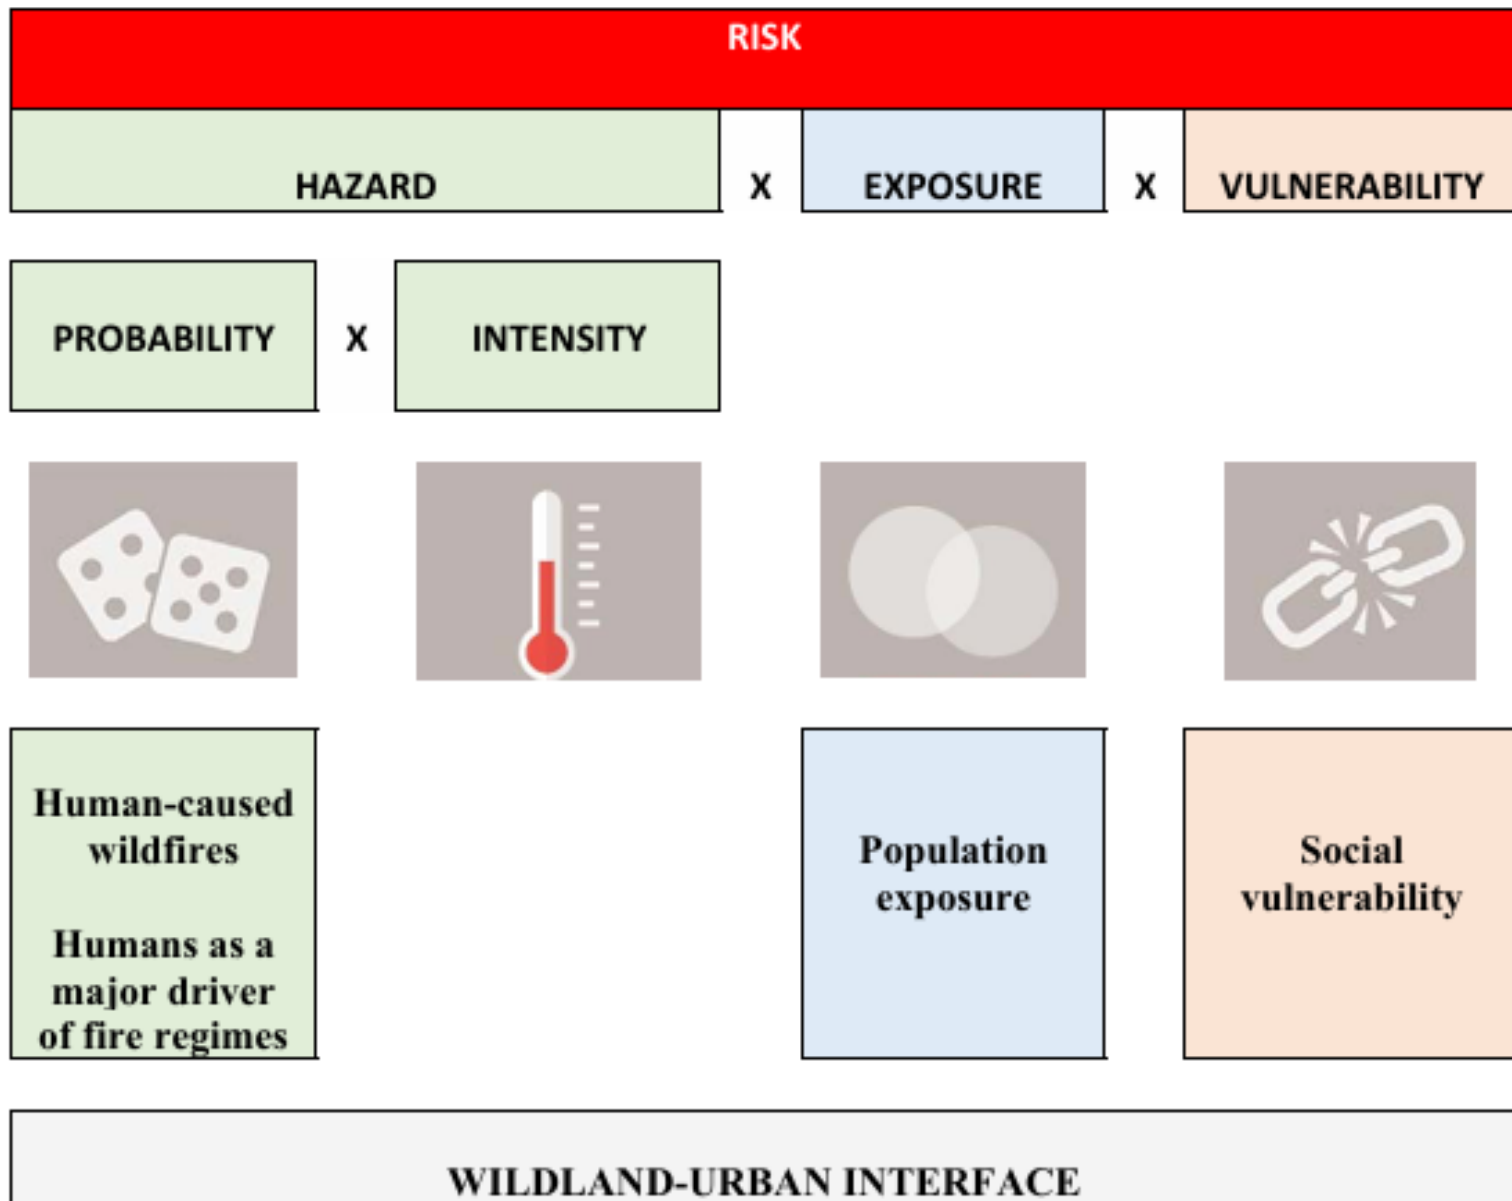 RISK
HAZARD X EXPOSURE X VULNERABILITY
PROBABILITY X INTENSITY
Human-caused
wildfires
Humans as a
major driver
of fire regimes
Population
exposure
Social
vulnerability
WILDLAND-URBAN INTERFACE